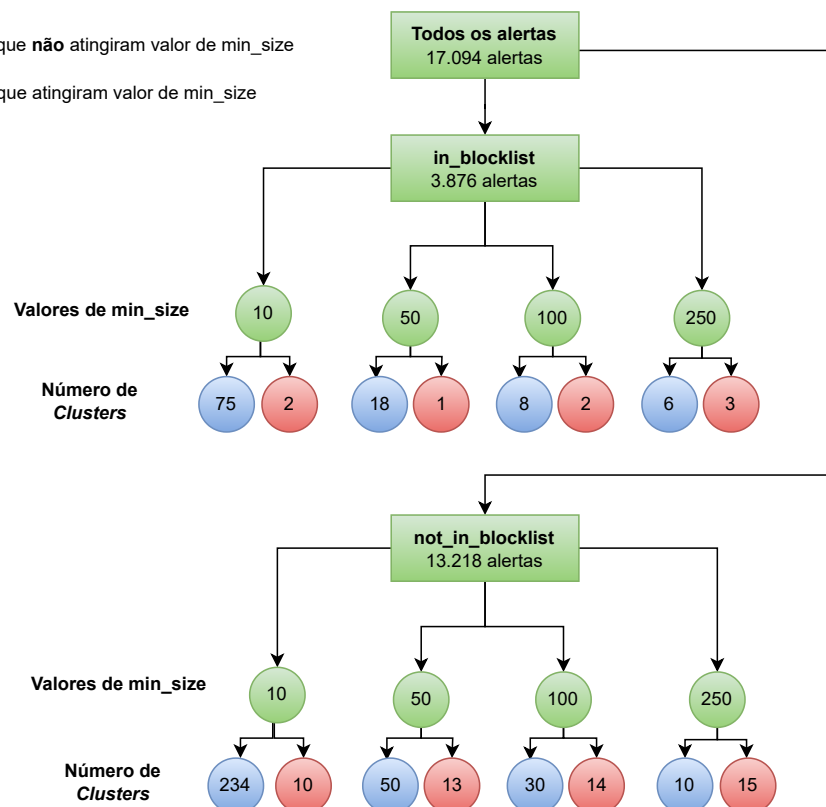 que não atingiram valor de min_size
que atingiram valor de min_size
Todos os alertas
17.094 alertas
in_blocklist
3.876 alertas
Valores de min_size
10
50
100
250
Número de
Clusters
75
2
18
1
8
2
6
3
not_in_blocklist
13.218 alertas
Valores de min_size
10
50
100
250
Número de
Clusters
234
10
50
13
30
14
10
15